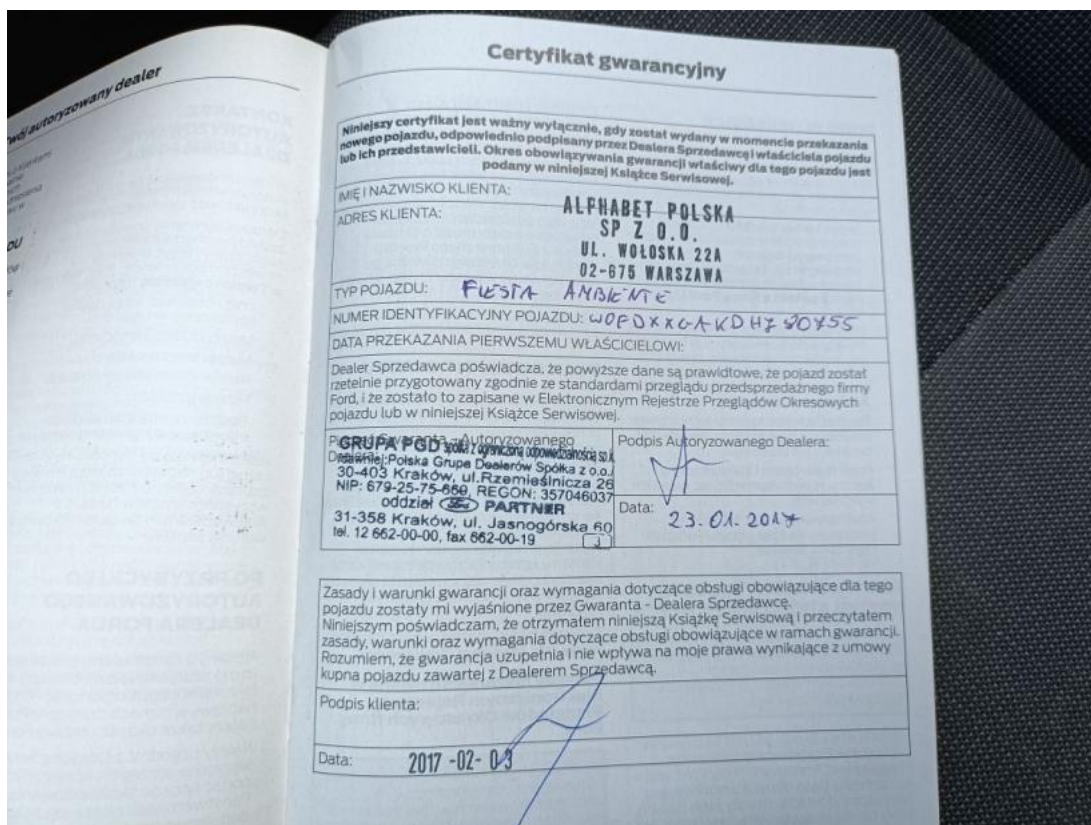 Twój autoryzowany dealer
Certyfikat gwarancyjny
Niniejszy certyfikat jest ważny wyłącznie, gdy został wydany w momencie przekazania
nowego pojazdu, odpowiednio podpisany przez Dealera Sprzedawcę i właściciela pojazdu
lub ich przedstawicieli. Okres obowiązywania gwarancji właściwy dla tego pojazdu jest
podany w niniejszej Książce Serwisowej.
IMIĘ I NAZWISKO KLIENTA:
ADRES KLIENTA:
ALPHABET POLSKA
SP Z O.O.
UL. WOŁOSKA 22A
02-675 WARSZAWA
TYP POJAZDU: FIESTA AMBIENTE
NUMER IDENTYFIKACYJNY POJAZDU:
DATA PRZEKAZANIA PIERWSZEMU WŁAŚCICIELOWI:
Dealer Sprzedawca poświadcza, że powyższe dane są prawidłowe, że pojazd został
rzetelnie przygotowany zgodnie ze standardami przeglądu przedsprzedażnego firmy
Ford, i że zostało to zapisane w Elektronicznym Rejestrze Przeglądów Okresowych
pojazdu lub w niniejszej Książce Serwisowej.
Autoryzowanego
GRUPA PGD spółka z ograniczoną odpowiedzialnością sp.k.
/dawniej: Polska Grupa Dealerów Spółka z o.o./
30-403 Kraków, ul. Rzemieślnicza 26
NIP: 679-25-75-660, REGON: 357046037
oddział PARTNER
31-358 Kraków, ul. Jasnogórska 60
tel. 12 662-00-00, fax 662-00-19
3
Podpis Autoryzowanego Dealera:
Data: 23.01.2017
Zasady i warunki gwarancji oraz wymagania dotyczące obsługi obowiązujące dla tego
pojazdu zostały mi wyjaśnione przez Gwaranta - Dealera Sprzedawcę.
Niniejszym poświadczam, że otrzymałem niniejszą Książkę Serwisową i przeczytałem
zasady, warunki oraz wymagania dotyczące obsługi obowiązujące w ramach gwarancji.
Rozumiem, że gwarancja uzupełnia i nie wpływa na moje prawa wynikające z umowy
kupna pojazdu zawartej z Dealerem Sprzedawcą.
Podpis klienta:
Data: 2017 -02- 03